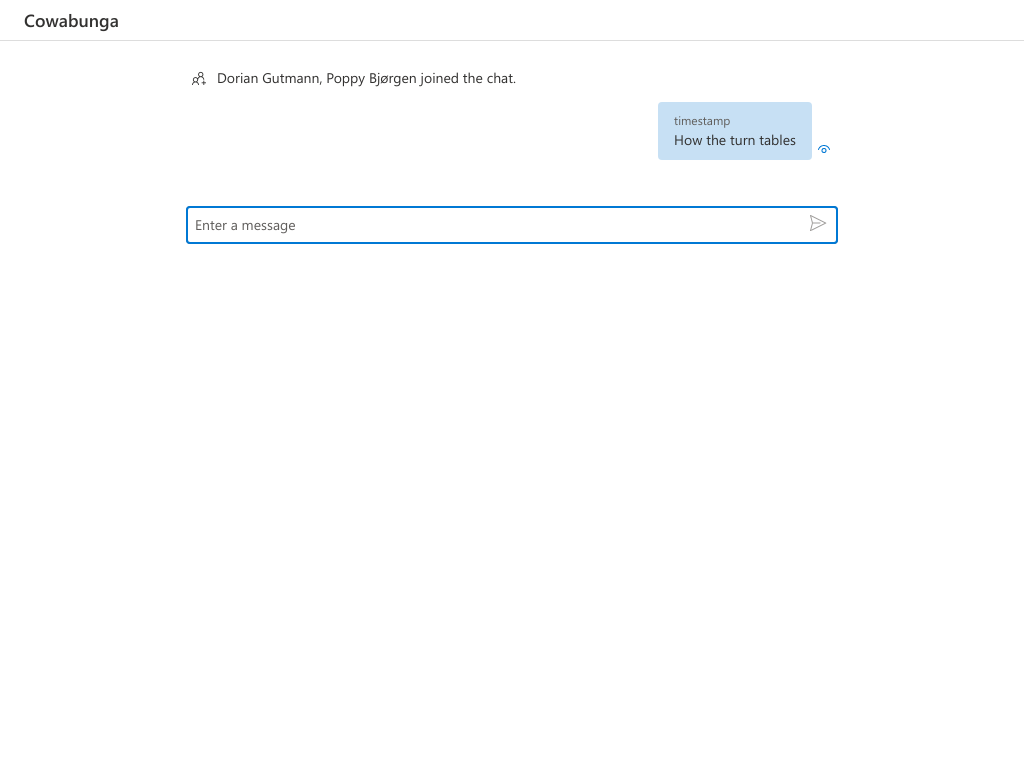 Cowabunga
Dorian Gutmann, Poppy Bjørgen joined the chat.
timestamp
How the turn tables
Enter a message